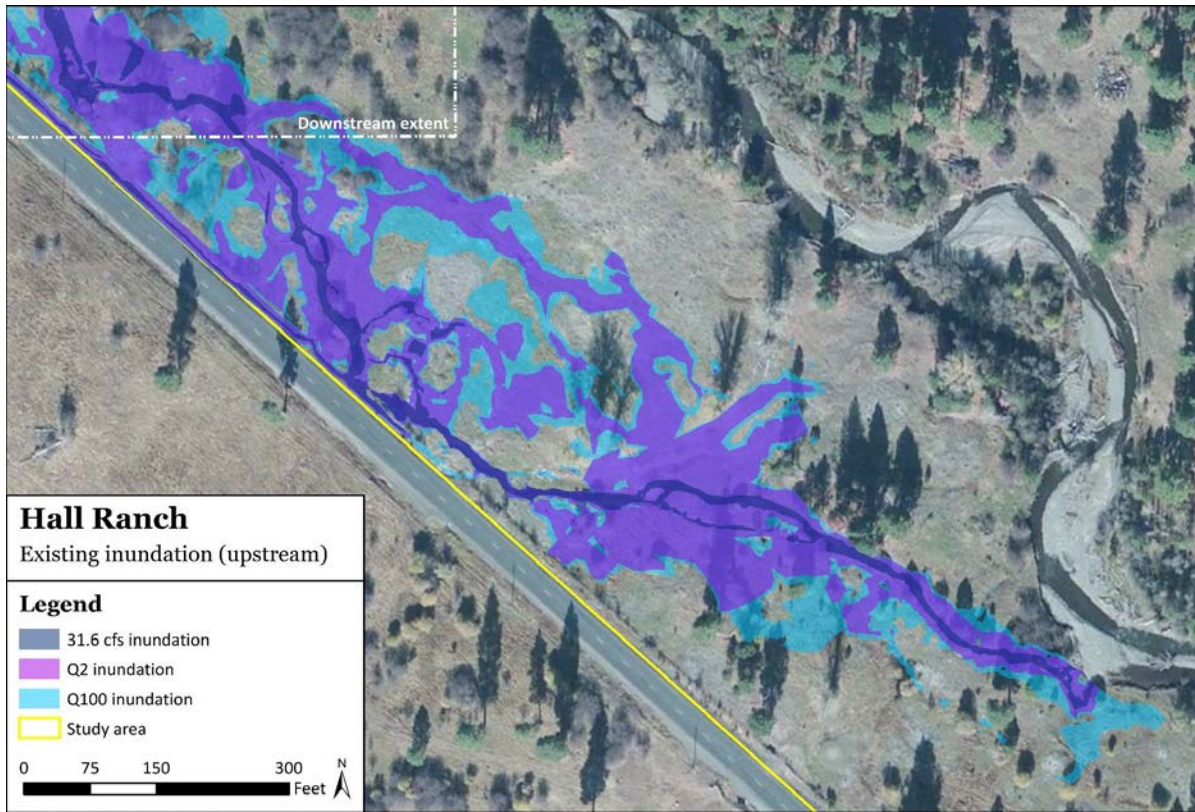 Downstream extent
Hall Ranch
Existing inundation (upstream)
Legend
31.6 cfs inundation
Q2 inundation
Q100 inundation
Study area
0 75 150 300
Feet
N